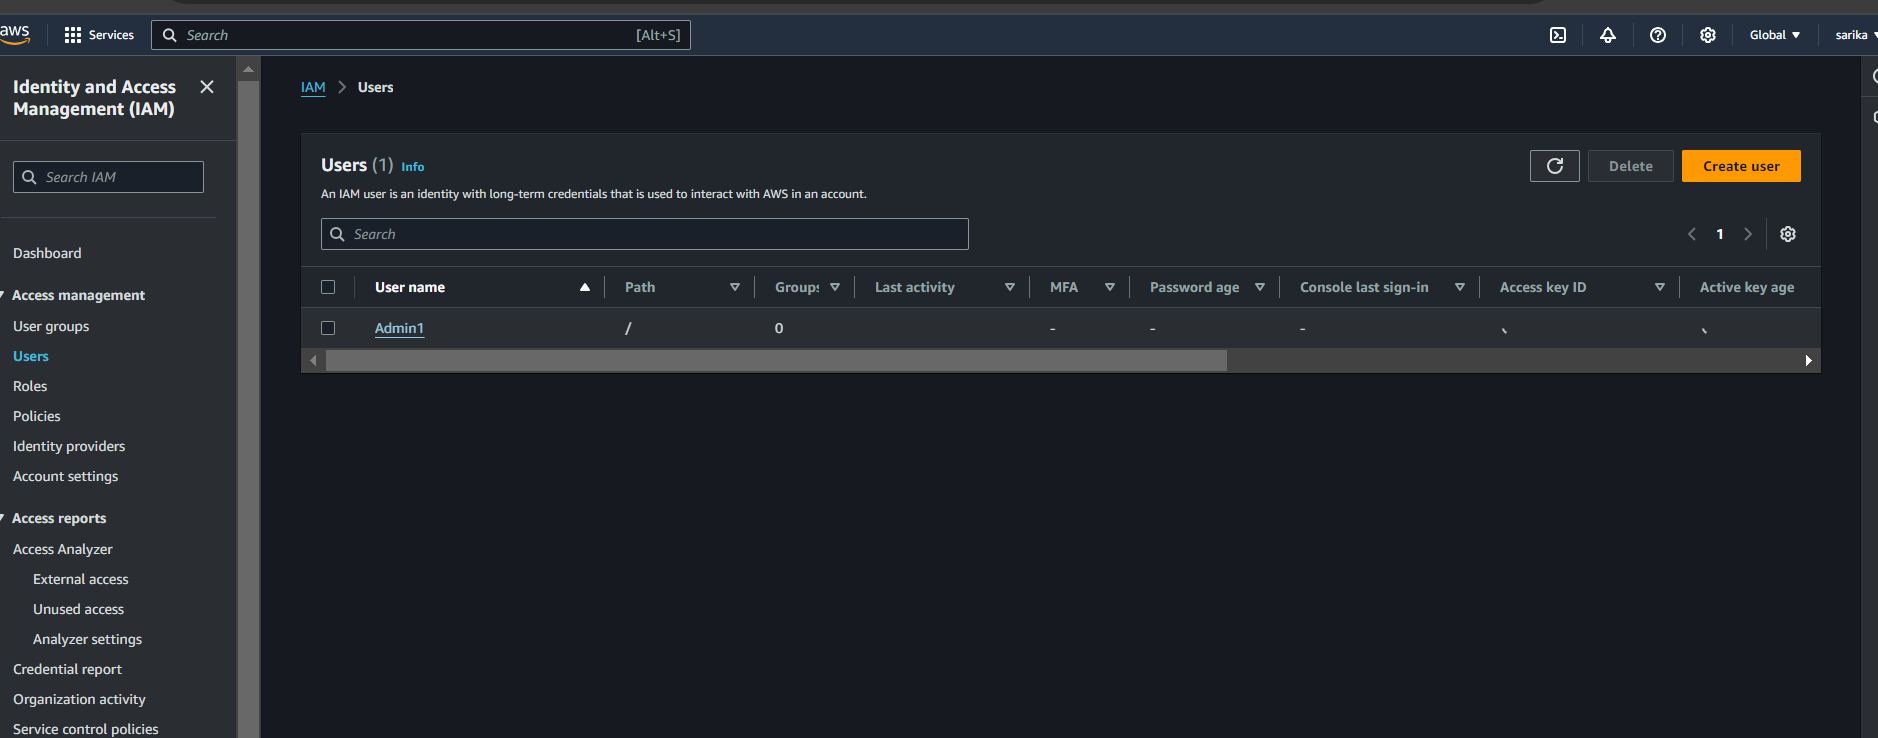 aws
Services
Search
[Alt+S]
Global
sarika
Identity and Access
Management (IAM)
Search IAM
Dashboard
Access management
User groups
Users
Roles
Policies
Identity providers
Account settings
Access reports
Access Analyzer
External access
Unused access
Analyzer settings
Credential report
Organization activity
Service control policies
IAM > Users
Users (1) Info
An IAM user is an identity with long-term credentials that is used to interact with AWS in an account.
Delete
Create user
Search
1
User name Path Groups Last activity MFA Password age Console last sign-in Access key ID Active key age
Admin1 / 0 - - -